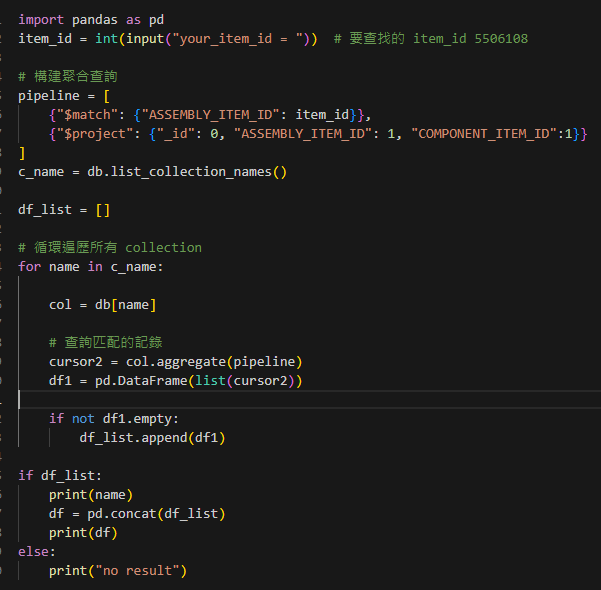 import pandas as pd
item_id = int(input("your_item_id = "))  # 要查找的 item_id 5506108
# 構建聚合查詢
pipeline = [
    {"$match": {"ASSEMBLY_ITEM_ID": item_id}},
    {"$project": {"_id": 0, "ASSEMBLY_ITEM_ID": 1, "COMPONENT_ITEM_ID":1}}
]
c_name = db.list_collection_names()
df_list = []
# 循環遍歷所有 collection
for name in c_name:
    col = db[name]
    # 查詢匹配的記錄
    cursor2 = col.aggregate(pipeline)
    df1 = pd.DataFrame(list(cursor2))
    if not df1.empty:
        df_list.append(df1)
if df_list:
    print(name)
    df = pd.concat(df_list)
    print(df)
else:
    print("no result")